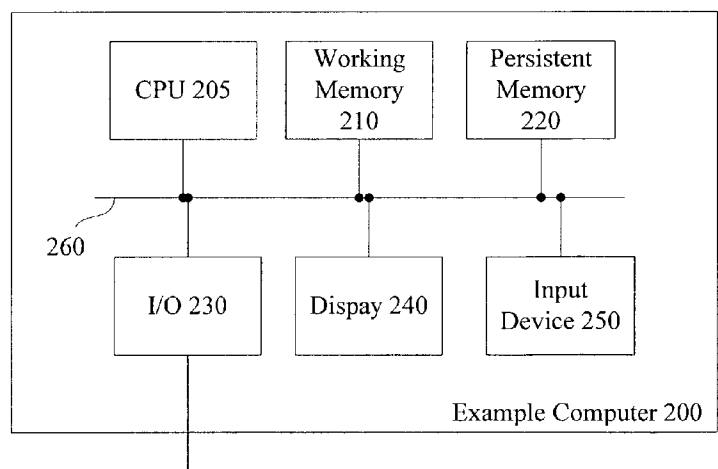 CPU 205
Working
Memory
210
Persistent
Memory
220
260
I/O 230
Dispay 240
Input
Device 250
Example Computer 200